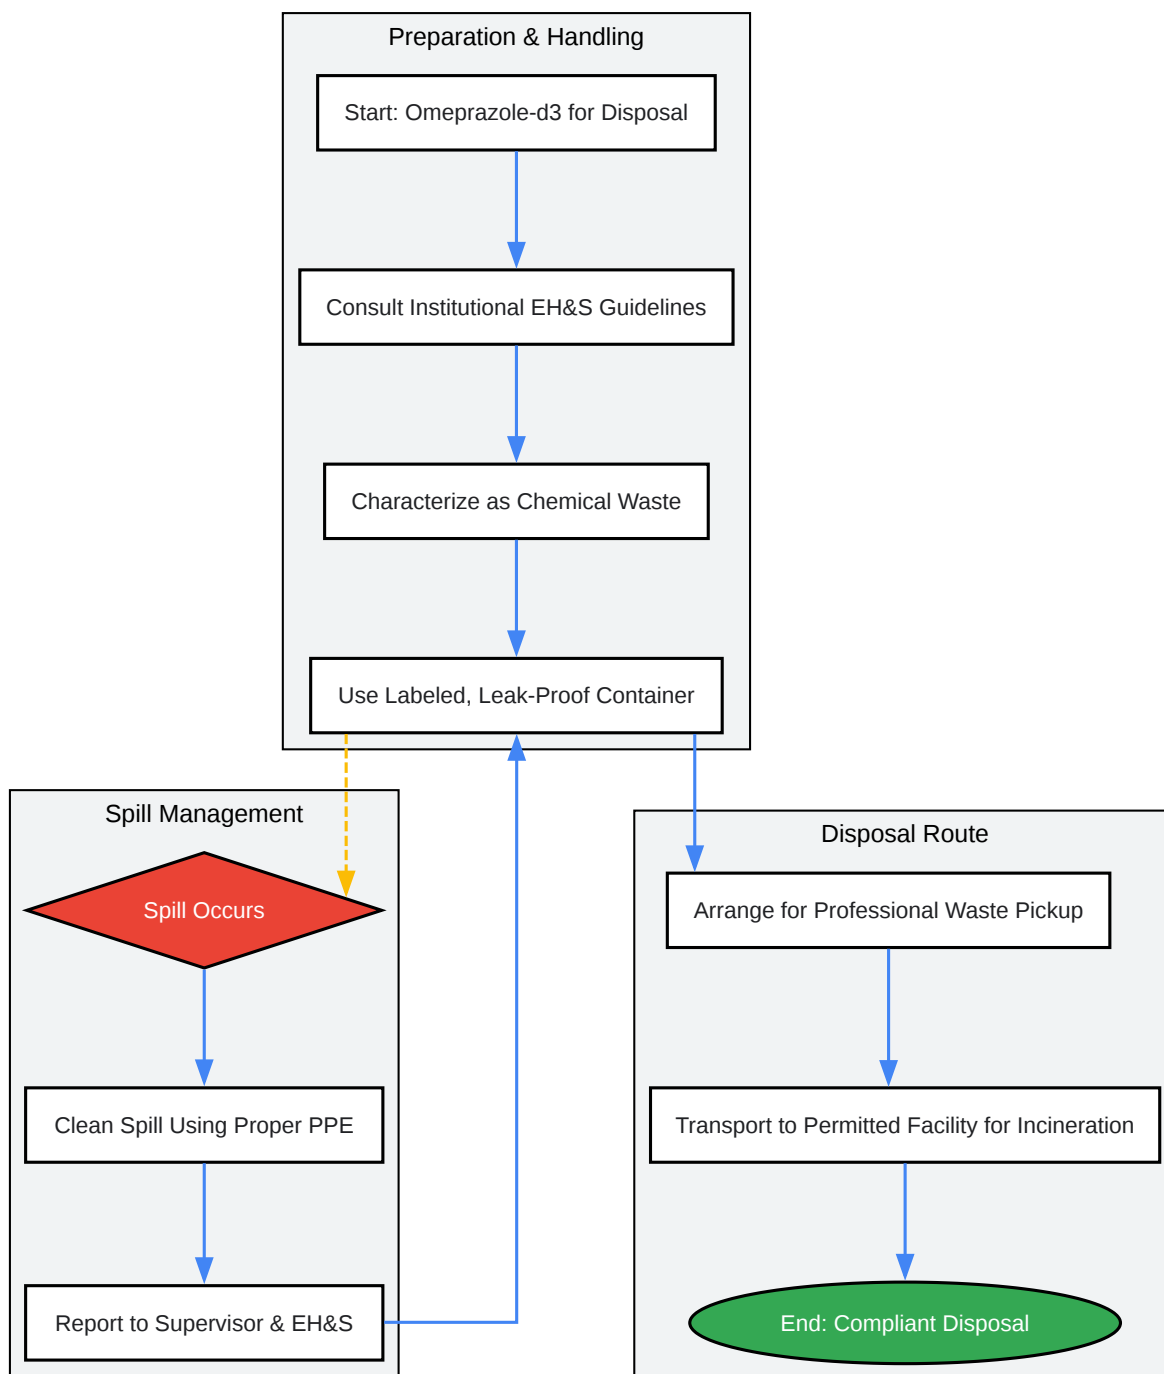 Preparation & Handling
Start: Omeprazole-d3 for Disposal
Consult Institutional EH&S Guidelines
Characterize as Chemical Waste
Use Labeled, Leak-Proof Container
Spill Management
Spill Occurs
Clean Spill Using Proper PPE
Report to Supervisor & EH&S
Disposal Route
Arrange for Professional Waste Pickup
Transport to Permitted Facility for Incineration
End: Compliant Disposal